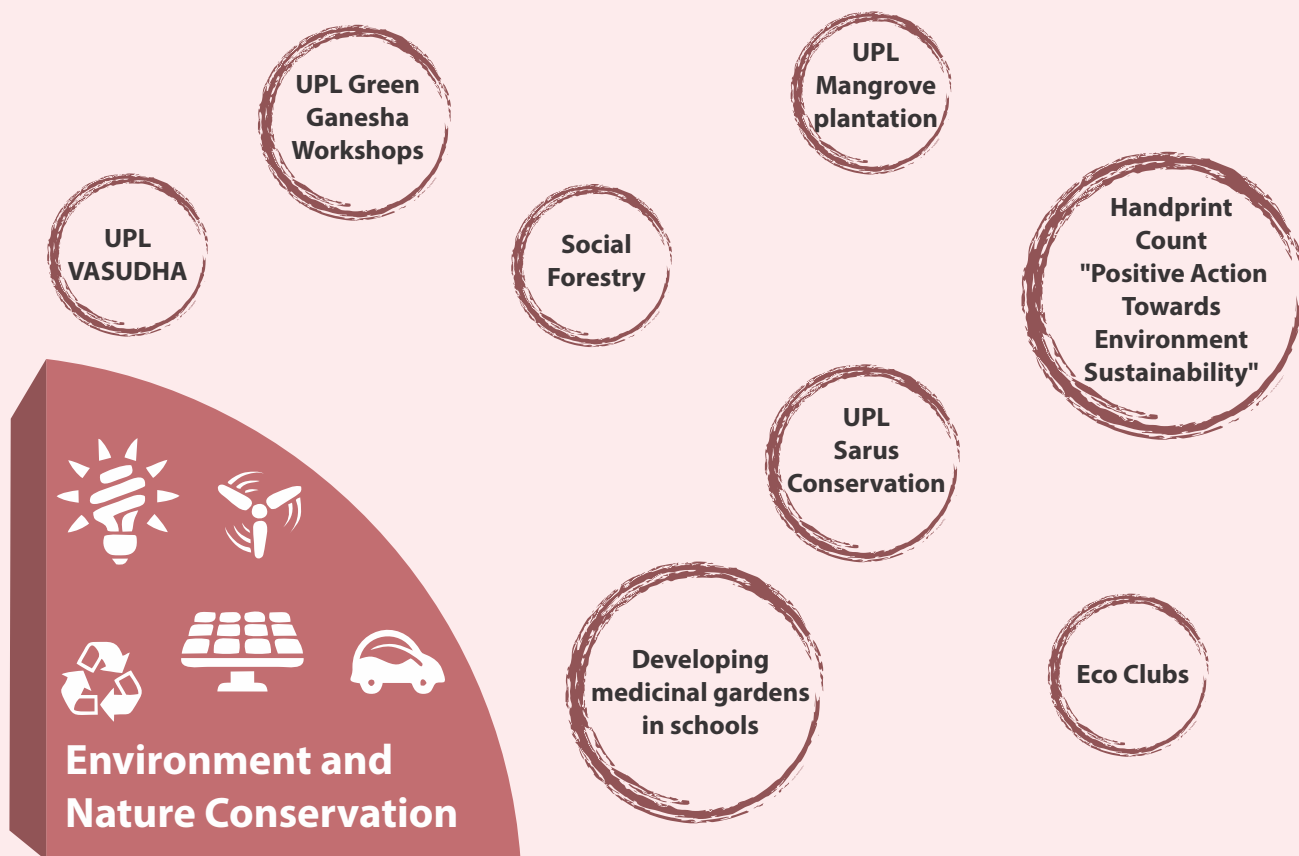 UPL Green
Ganesha
Workshops
UPL
Mangrove
plantation
UPL
VASUDHA
Social
Forestry
Handprint
Count
"Positive Action
Towards
Environment
Sustainability"
UPL
Sarus
Conservation
Developing
medicinal gardens
in schools
Eco Clubs
Environment and
Nature Conservation